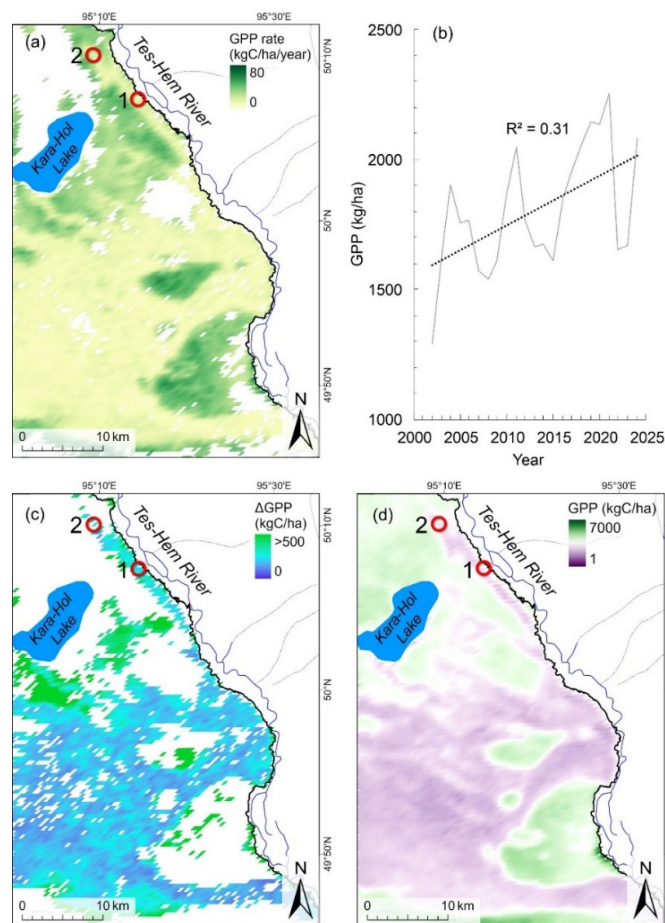 (a)
95°10'E
95°30'E
GPP rate
(kgC/ha/year)
80
0
2
1
Tes-Hem River
Kara-Hol
Lake
50°10'N
50°N
49°50'N
N
0
10 km
(b)
GPP (kg/ha)
2500
2000
1500
1000
R² = 0.31
2000
2005
2010
2015
2020
2025
Year
(c)
95°10'E
95°30'E
ΔGPP
(kgC/ha)
>500
0
2
1
Tes-Hem River
Kara-Hol
Lake
50°10'N
50°N
49°50'N
N
0
10 km
(d)
95°10'E
95°30'E
GPP (kgC/ha)
7000
1
2
1
Tes-Hem River
Kara-Hol
Lake
N
0
10 km